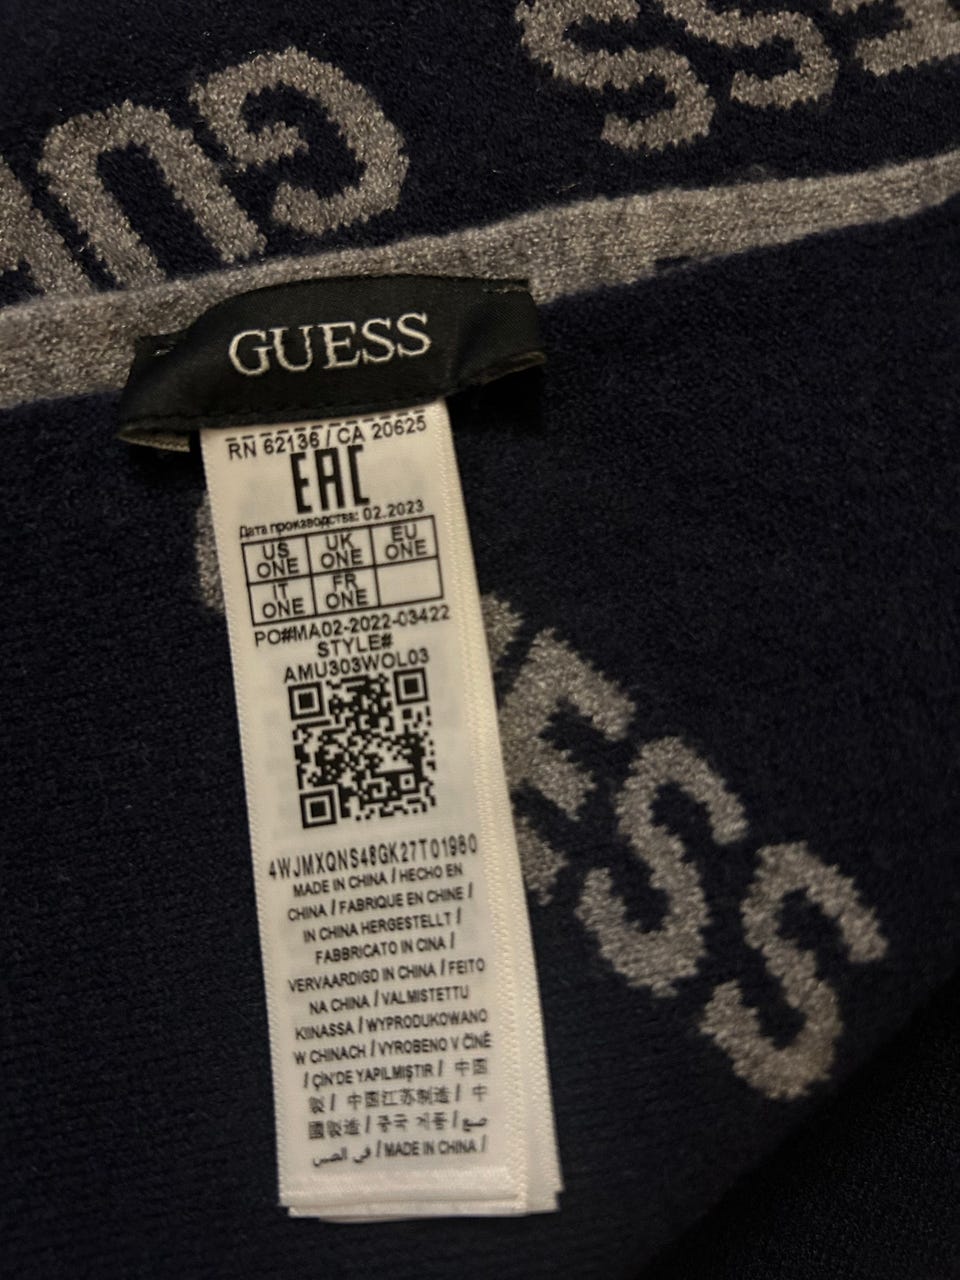 GUESS
ESS
GUESS
RN 62136 / CA 20625
EAC
Дата производства: 02.2023
US ONE UK ONE EU ONE
IT ONE FR ONE
PO#MA02-2022-03422
STYLE#
AMU303WOL03
4WJMXQNS48GK27T01980
MADE IN CHINA / HECHO EN
CHINA / FABRIQUE EN CHINE /
IN CHINA HERGESTELLT /
FABBRICATO IN CINA /
VERVAARDIGD IN CHINA / FEITO
NA CHINA / VALMISTETTU
KIINASSA / WYPRODUKOWANO
W CHINACH / VYROBENO V ČÍNĚ
/ ÇİN'DE YAPILMIŞTIR / 中国
製 / 中国江苏制造 / 中
國製造 / 중국 / صنع
في الصين / MADE IN CHINA /
ESS